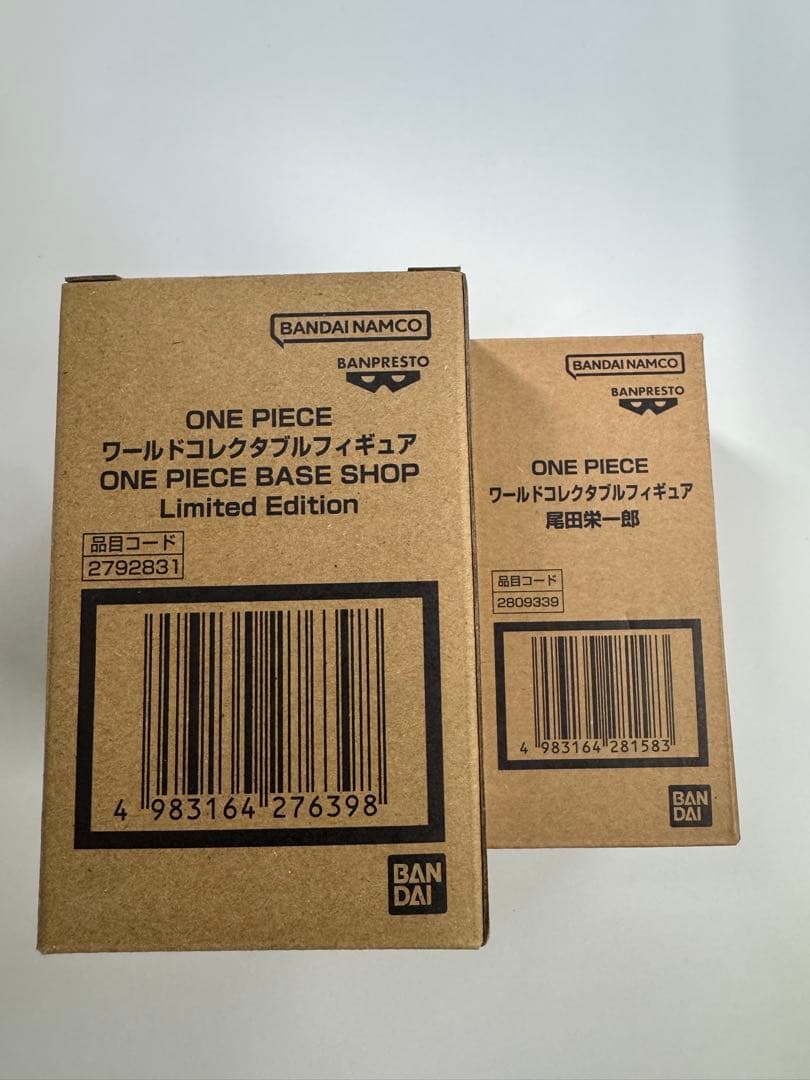 BANDAI NAMCO
BANPRESTO
ONE PIECE
ワールドコレクタブルフィギュア
ONE PIECE BASE SHOP
Limited Edition
品目コード
2792831
4 983164 276398
BAN
DAI
BANDAI NAMCO
BANPRESTO
ONE PIECE
ワールドコレクタブルフィギュア
尾田栄一郎
品目コード
2809339
4 983164 281583
BAN
DAI